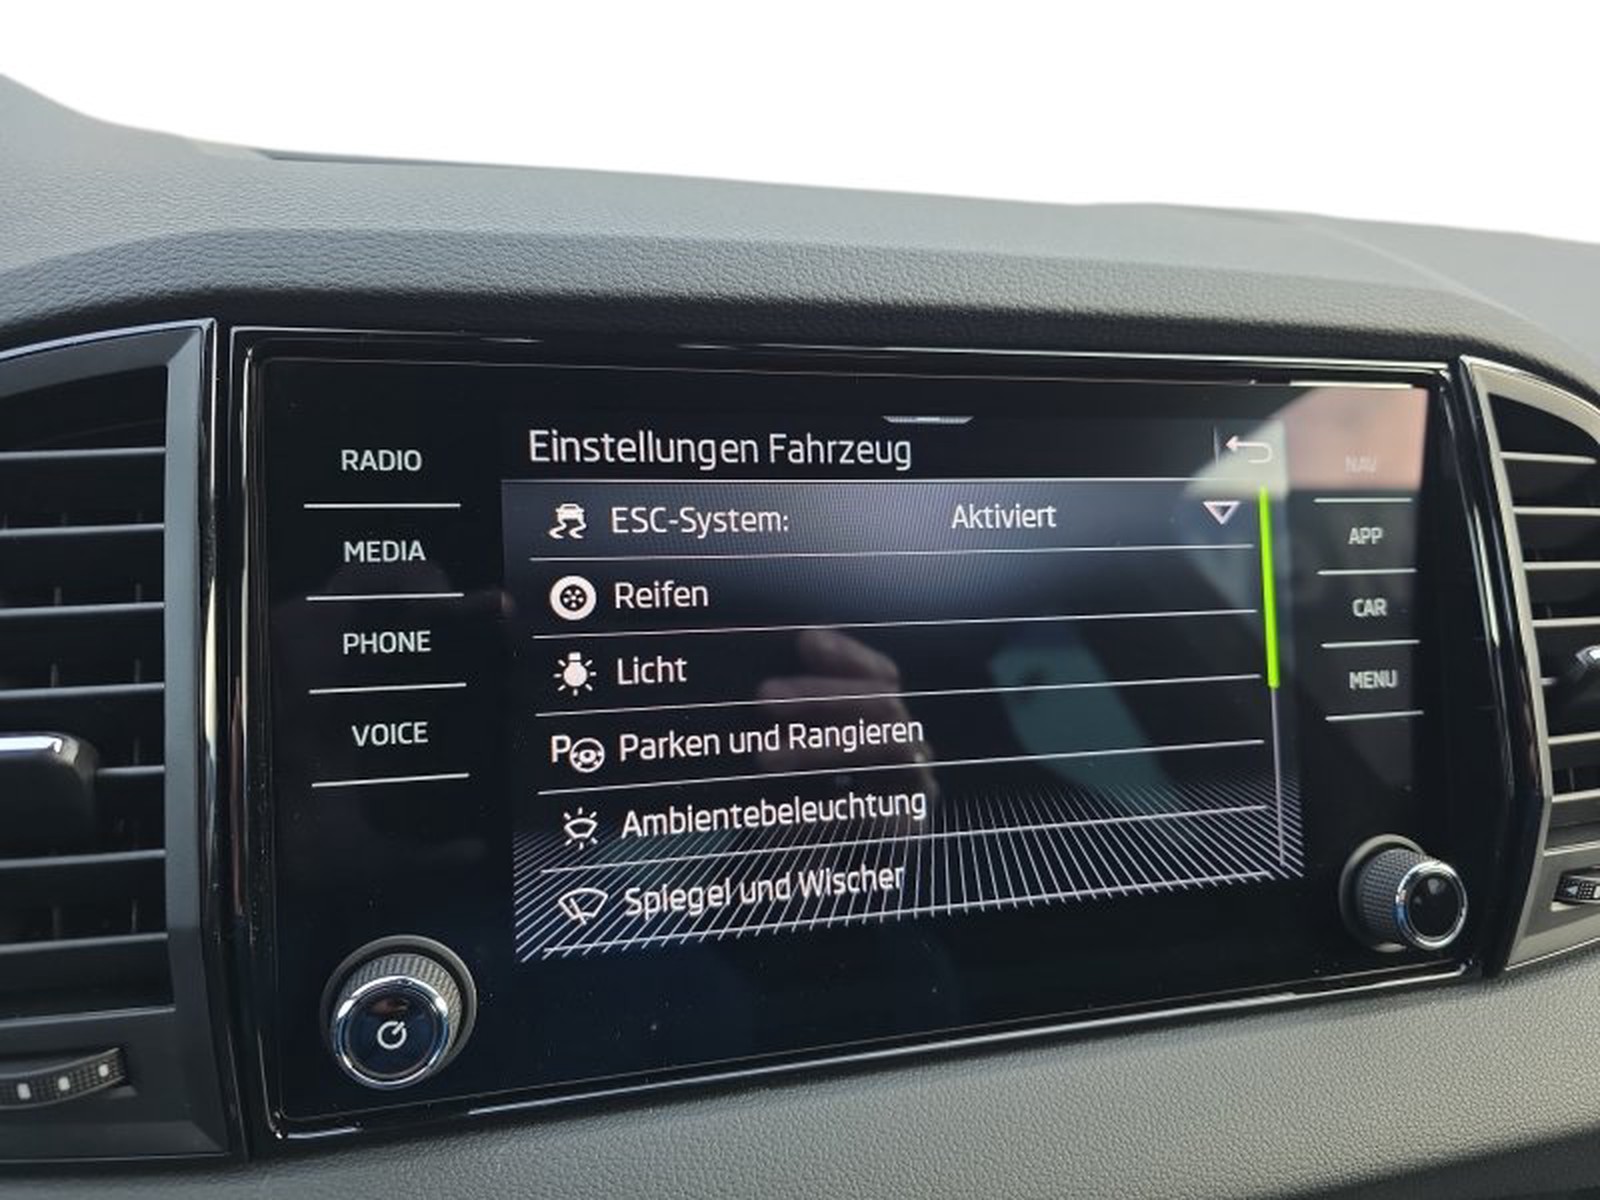 Einstellungen Fahrzeug
ESC-System: Aktiviert
Reifen
Licht
Parken und Rangieren
Ambientebeleuchtung
Spiegel und Wischer
RADIO
MEDIA
PHONE
VOICE
NAV
APP
CAR
MENU